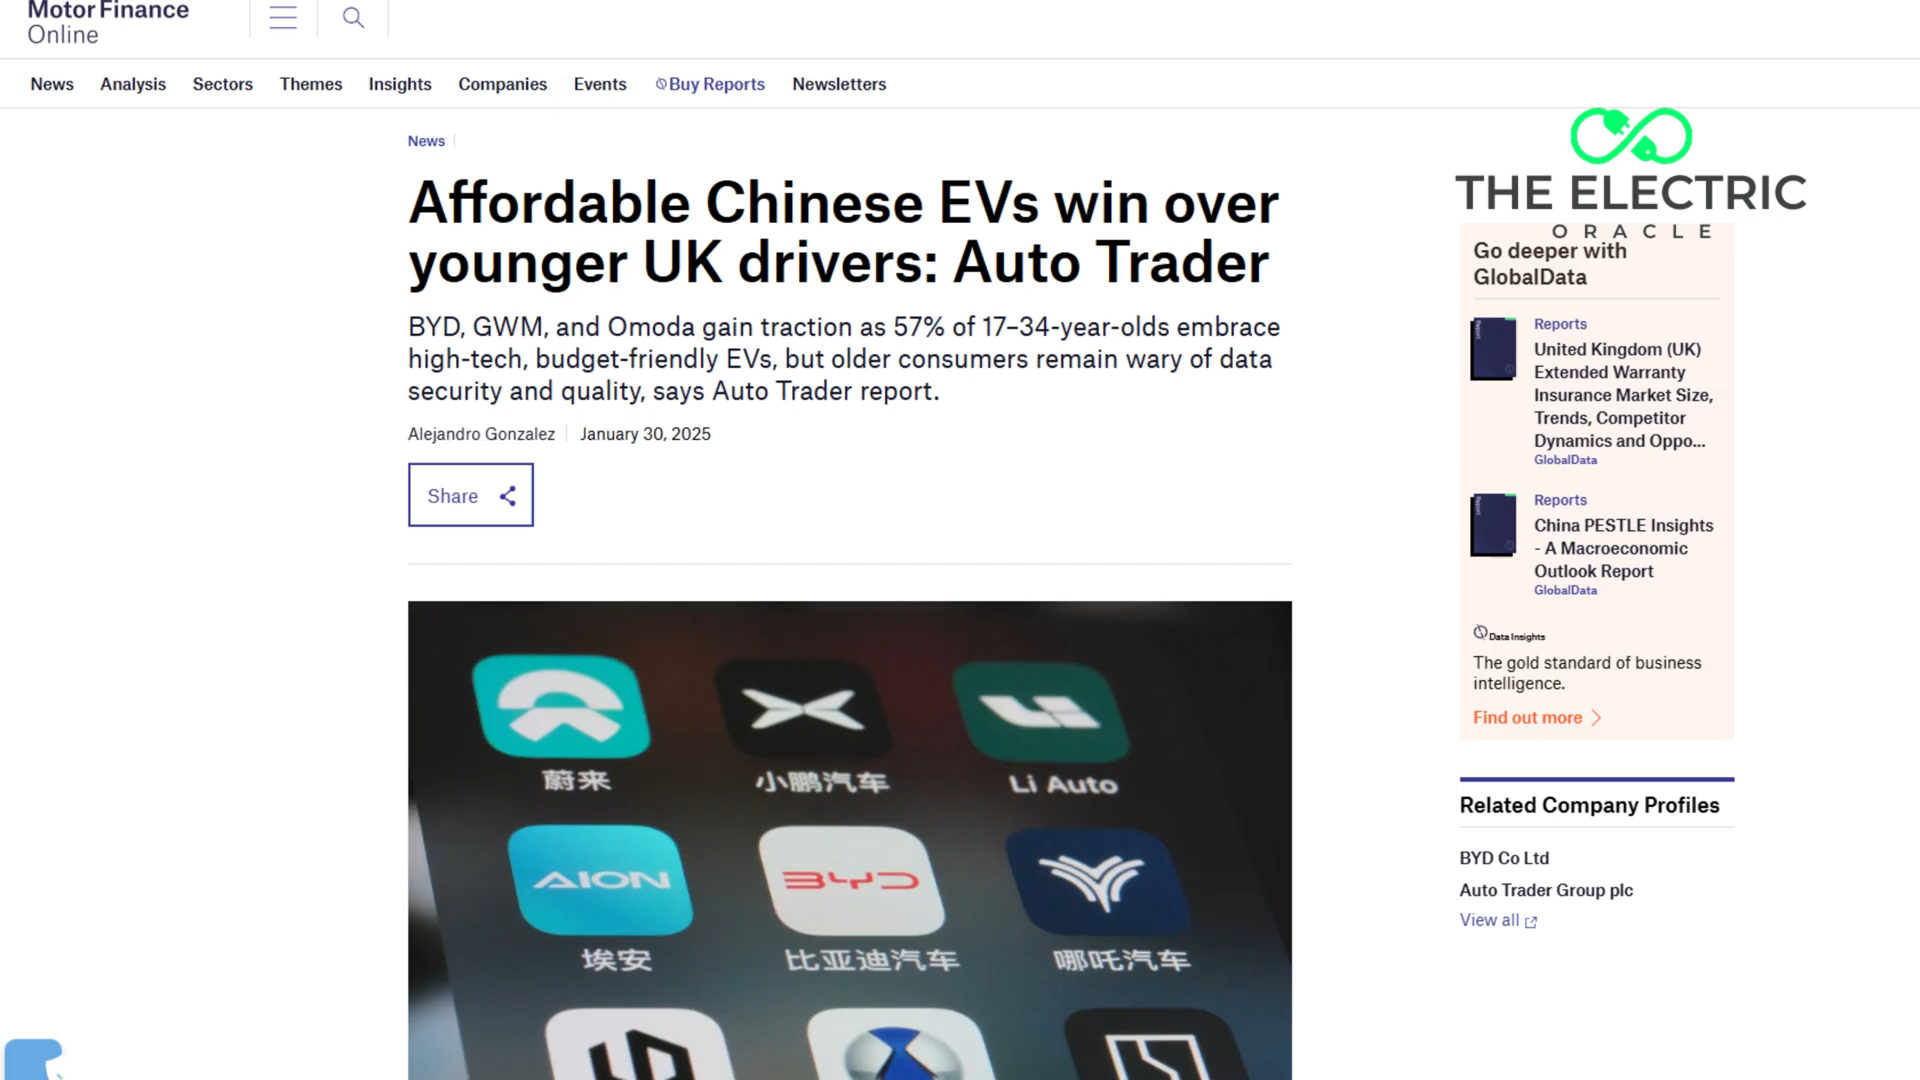 Motor Finance
Online
News Analysis Sectors Themes Insights Companies Events Buy Reports Newsletters
News
Affordable Chinese EVs win over
younger UK drivers: Auto Trader
BYD, GWM, and Omoda gain traction as 57% of 17–34-year-olds embrace
high-tech, budget-friendly EVs, but older consumers remain wary of data
security and quality, says Auto Trader report.
Alejandro Gonzalez January 30, 2025
Share
蔚来 小鹏汽车 Li Auto
AION BYD
埃安 比亚迪汽车 哪吒汽车
THE ELECTRIC
ORACLE
Go deeper with
GlobalData
Reports
United Kingdom (UK)
Extended Warranty
Insurance Market Size,
Trends, Competitor
Dynamics and Oppo...
GlobalData
Reports
China PESTLE Insights
- A Macroeconomic
Outlook Report
GlobalData
Data Insights
The gold standard of business
intelligence.
Find out more
Related Company Profiles
BYD Co Ltd
Auto Trader Group plc
View all